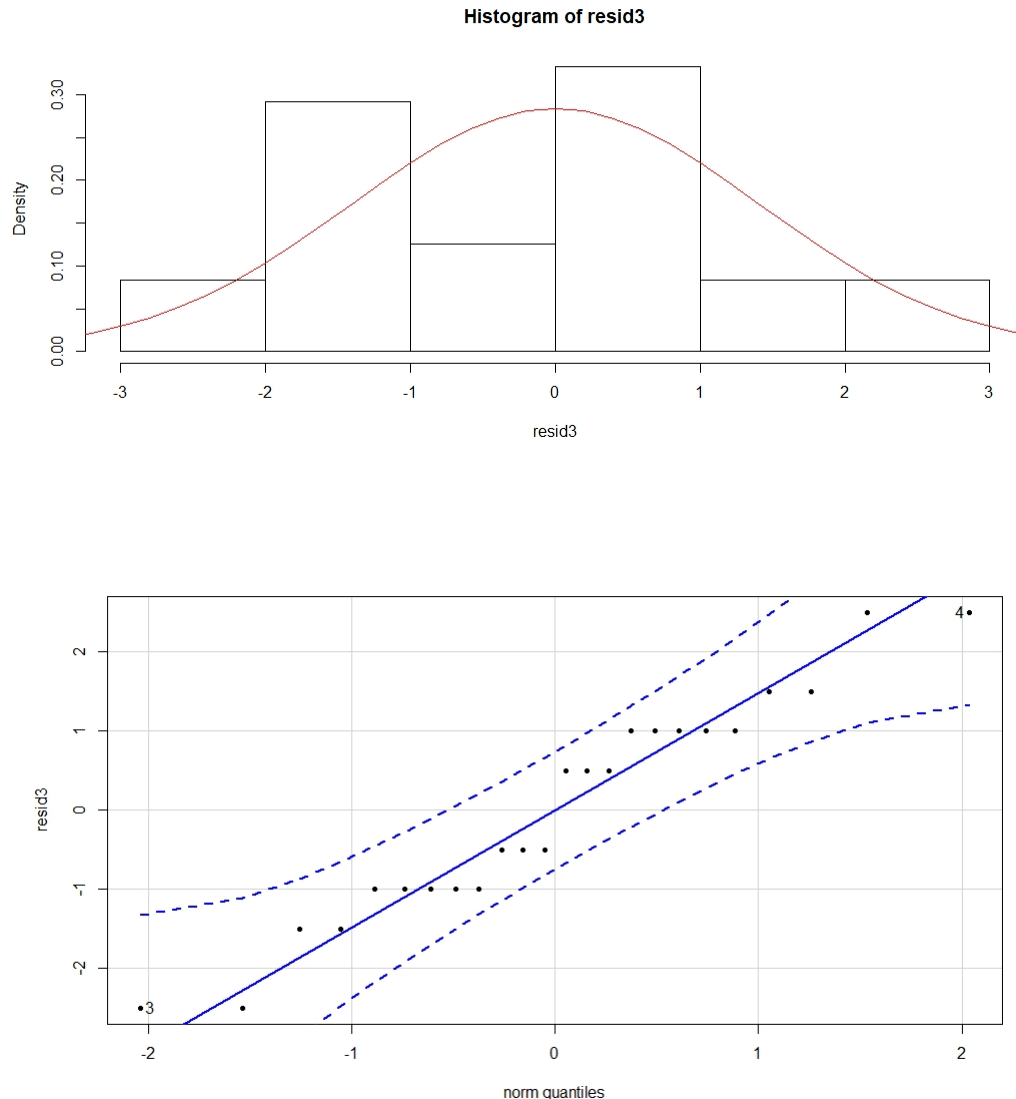 Histogram of resid3
Density
0.00 0.10 0.20 0.30
-3 -2 -1 0 1 2 3
resid3
resid3
-2 -1 0 1 2
4
3
-2 -1 0 1 2
norm quantiles